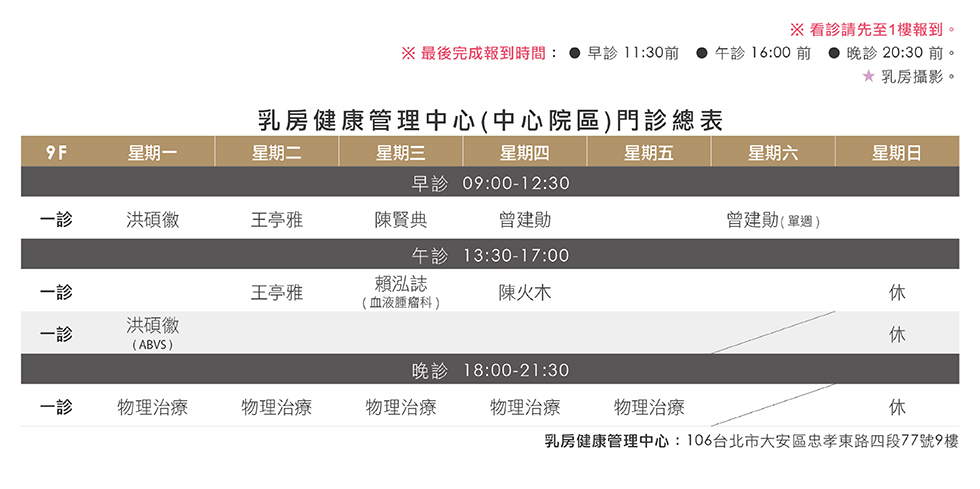 ※ 看診請先至1樓報到。
※ 最後完成報到時間： ● 早診 11:30前 ● 午診 16:00 前 ● 晚診 20:30 前。
★ 乳房攝影。
乳房健康管理中心(中心院區)門診總表
9F 星期一 星期二 星期三 星期四 星期五 星期六 星期日
早診 09:00-12:30
一診 洪碩徽 王亭雅 陳賢典 曾建勛 曾建勛(單週)
午診 13:30-17:00
一診 王亭雅 賴泓誌 陳火木 休
(血液腫瘤科)
一診 洪碩徽 休
(ABVS)
晚診 18:00-21:30
一診 物理治療 物理治療 物理治療 物理治療 物理治療 休
乳房健康管理中心：106台北市大安區忠孝東路四段77號9樓